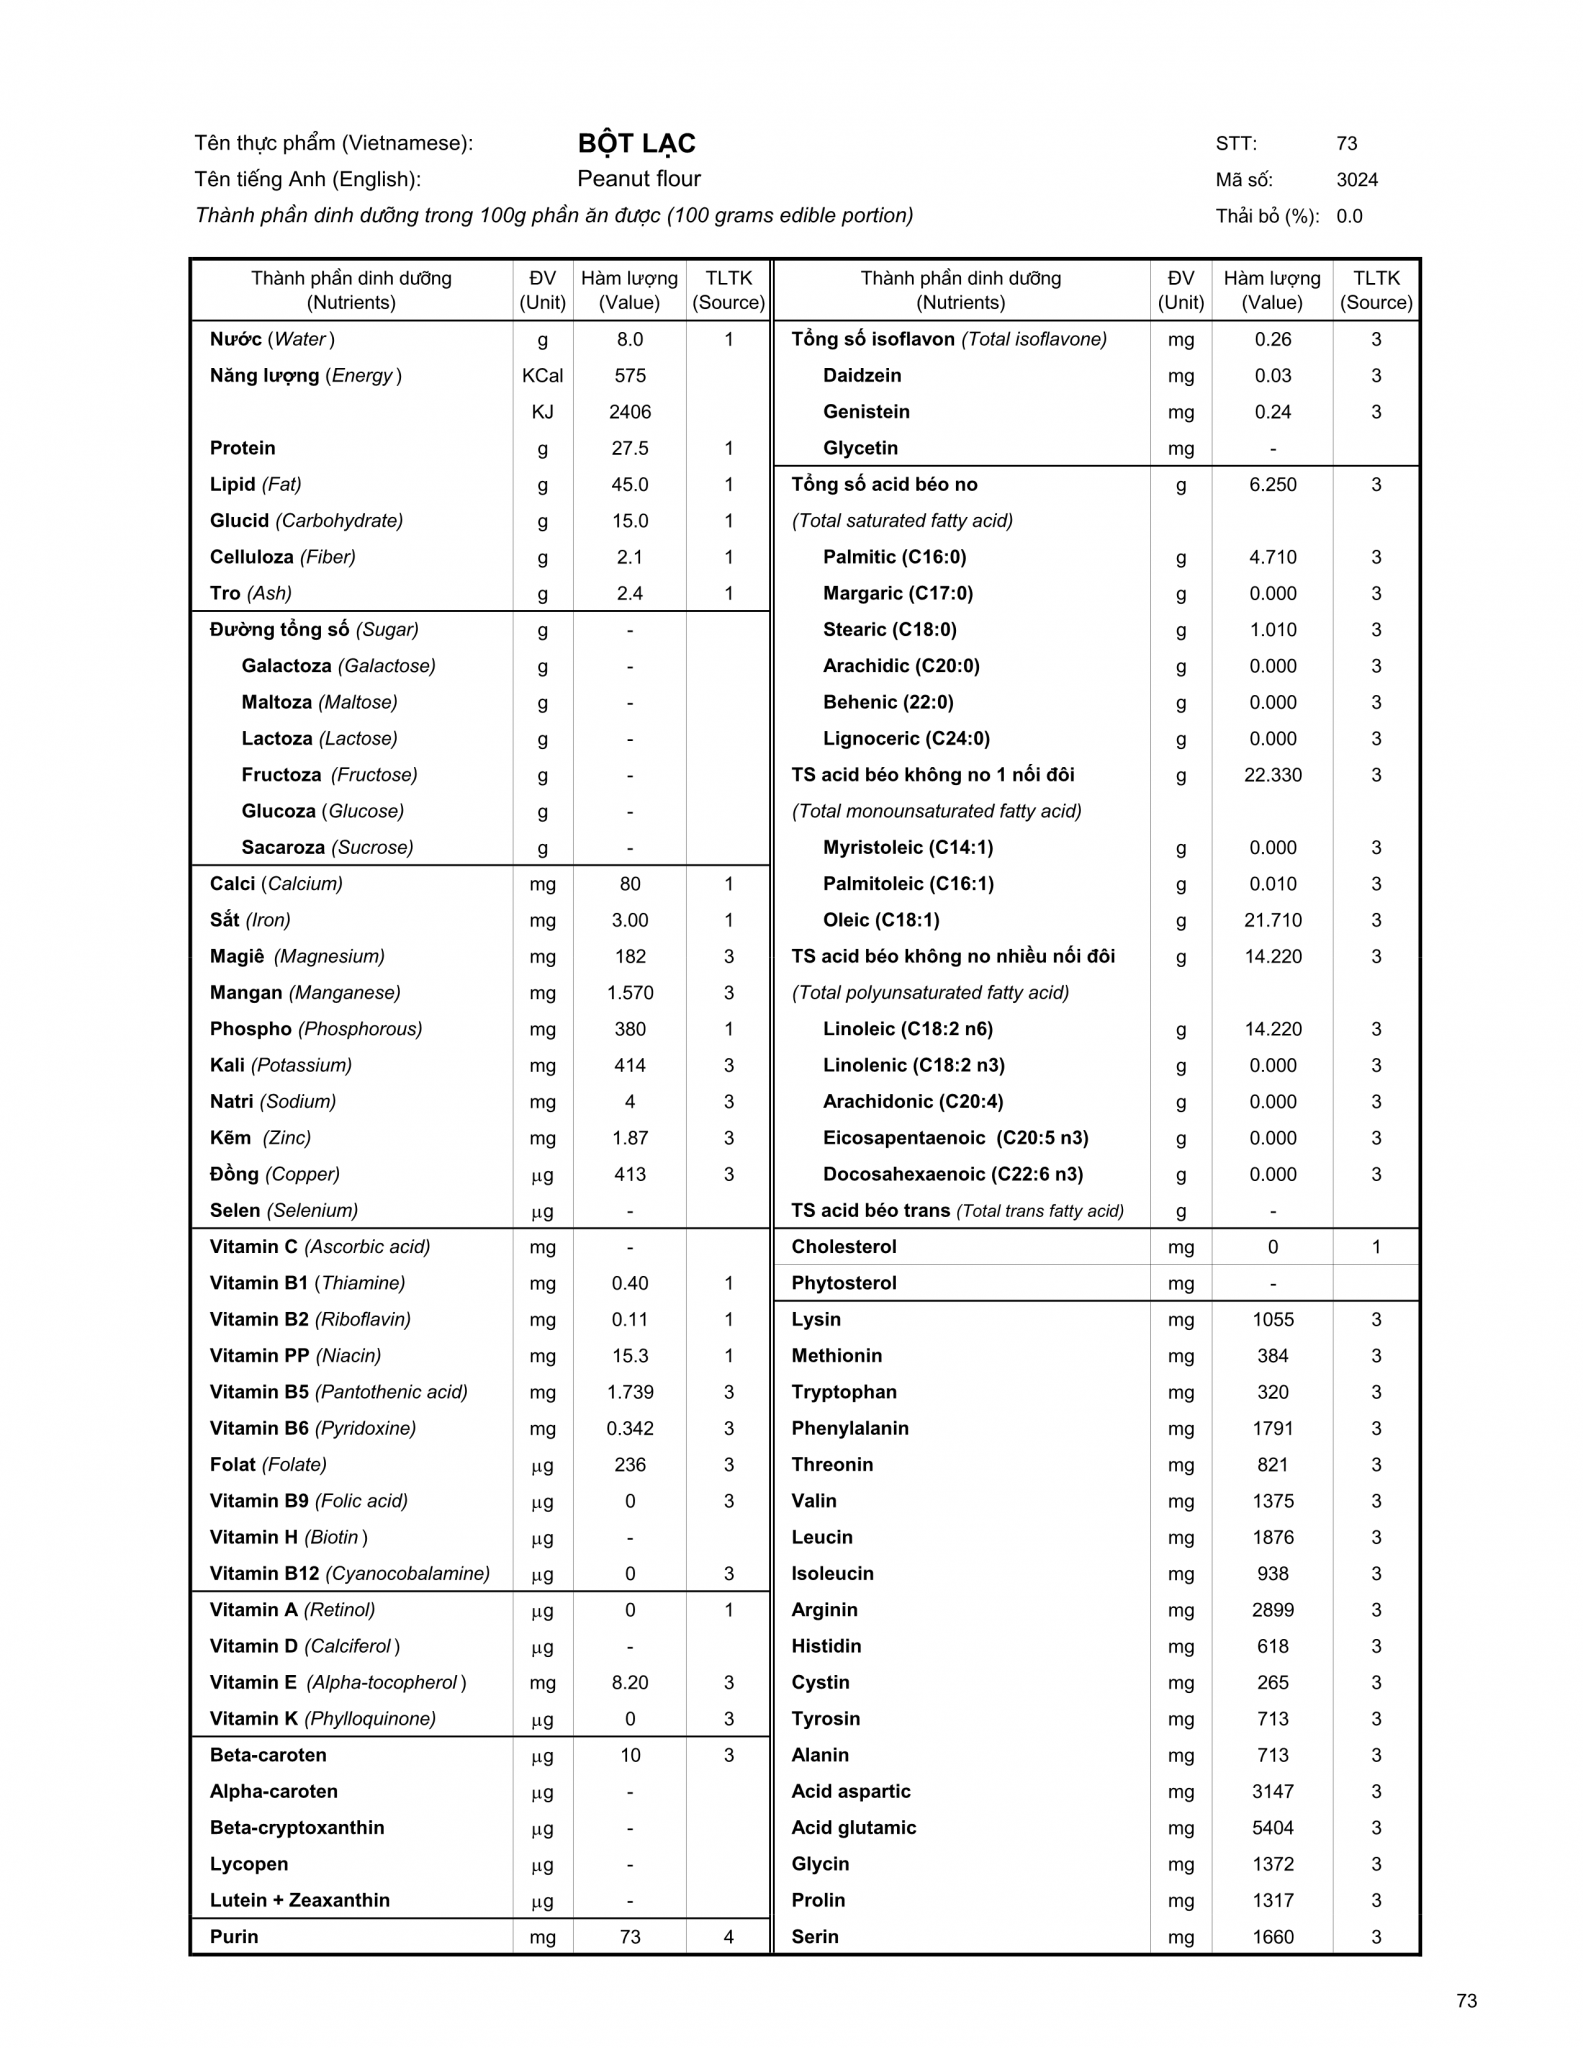 Tên thực phẩm (Vietnamese): BỘT LẠC STT: 73
Tên tiếng Anh (English): Peanut flour Mã số: 3024
Thành phần dinh dưỡng trong 100g phần ăn được (100 grams edible portion) Thải bỏ (%): 0.0
Thành phần dinh dưỡng ĐV Hàm lượng TLTK
(Nutrients) (Unit) (Value) (Source)
Nước (Water) g 8.0 1
Năng lượng (Energy) KCal 575
KJ 2406
Protein g 27.5 1
Lipid (Fat) g 45.0 1
Glucid (Carbohydrate) g 15.0 1
Celluloza (Fiber) g 2.1 1
Tro (Ash) g 2.4 1
Đường tổng số (Sugar) g -
Galactoza (Galactose) g -
Maltoza (Maltose) g -
Lactoza (Lactose) g -
Fructoza (Fructose) g -
Glucoza (Glucose) g -
Sacaroza (Sucrose) g -
Calci (Calcium) mg 80 1
Sắt (Iron) mg 3.00 1
Magiê (Magnesium) mg 182 3
Mangan (Manganese) mg 1.570 3
Phospho (Phosphorous) mg 380 1
Kali (Potassium) mg 414 3
Natri (Sodium) mg 4 3
Kẽm (Zinc) mg 1.87 3
Đồng (Copper) µg 413 3
Selen (Selenium) µg -
Vitamin C (Ascorbic acid) mg -
Vitamin B1 (Thiamine) mg 0.40 1
Vitamin B2 (Riboflavin) mg 0.11 1
Vitamin PP (Niacin) mg 15.3 1
Vitamin B5 (Pantothenic acid) mg 1.739 3
Vitamin B6 (Pyridoxine) mg 0.342 3
Folat (Folate) µg 236 3
Vitamin B9 (Folic acid) µg 0 3
Vitamin H (Biotin) µg -
Vitamin B12 (Cyanocobalamine) µg 0 3
Vitamin A (Retinol) µg 0 1
Vitamin D (Calciferol) µg -
Vitamin E (Alpha-tocopherol) mg 8.20 3
Vitamin K (Phylloquinone) µg 0 3
Beta-caroten µg 10 3
Alpha-caroten µg -
Beta-cryptoxanthin µg -
Lycopen µg -
Lutein + Zeaxanthin µg -
Purin mg 73 4
Thành phần dinh dưỡng ĐV Hàm lượng TLTK
(Nutrients) (Unit) (Value) (Source)
Tổng số isoflavon (Total isoflavone) mg 0.26 3
Daidzein mg 0.03 3
Genistein mg 0.24 3
Glycetin mg -
Tổng số acid béo no g 6.250 3
(Total saturated fatty acid)
Palmitic (C16:0) g 4.710 3
Margaric (C17:0) g 0.000 3
Stearic (C18:0) g 1.010 3
Arachidic (C20:0) g 0.000 3
Behenic (22:0) g 0.000 3
Lignoceric (C24:0) g 0.000 3
TS acid béo không no 1 nối đôi g 22.330 3
(Total monounsaturated fatty acid)
Myristoleic (C14:1) g 0.000 3
Palmitoleic (C16:1) g 0.010 3
Oleic (C18:1) g 21.710 3
TS acid béo không no nhiều nối đôi g 14.220 3
(Total polyunsaturated fatty acid)
Linoleic (C18:2 n6) g 14.220 3
Linolenic (C18:2 n3) g 0.000 3
Arachidonic (C20:4) g 0.000 3
Eicosapentaenoic (C20:5 n3) g 0.000 3
Docosahexaenoic (C22:6 n3) g 0.000 3
TS acid béo trans (Total trans fatty acid) g -
Cholesterol mg 0 1
Phytosterol mg -
Lysin mg 1055 3
Methionin mg 384 3
Tryptophan mg 320 3
Phenylalanin mg 1791 3
Threonin mg 821 3
Valin mg 1375 3
Leucin mg 1876 3
Isoleucin mg 938 3
Arginin mg 2899 3
Histidin mg 618 3
Cystin mg 265 3
Tyrosin mg 713 3
Alanin mg 713 3
Acid aspartic mg 3147 3
Acid glutamic mg 5404 3
Glycin mg 1372 3
Prolin mg 1317 3
Serin mg 1660 3
73